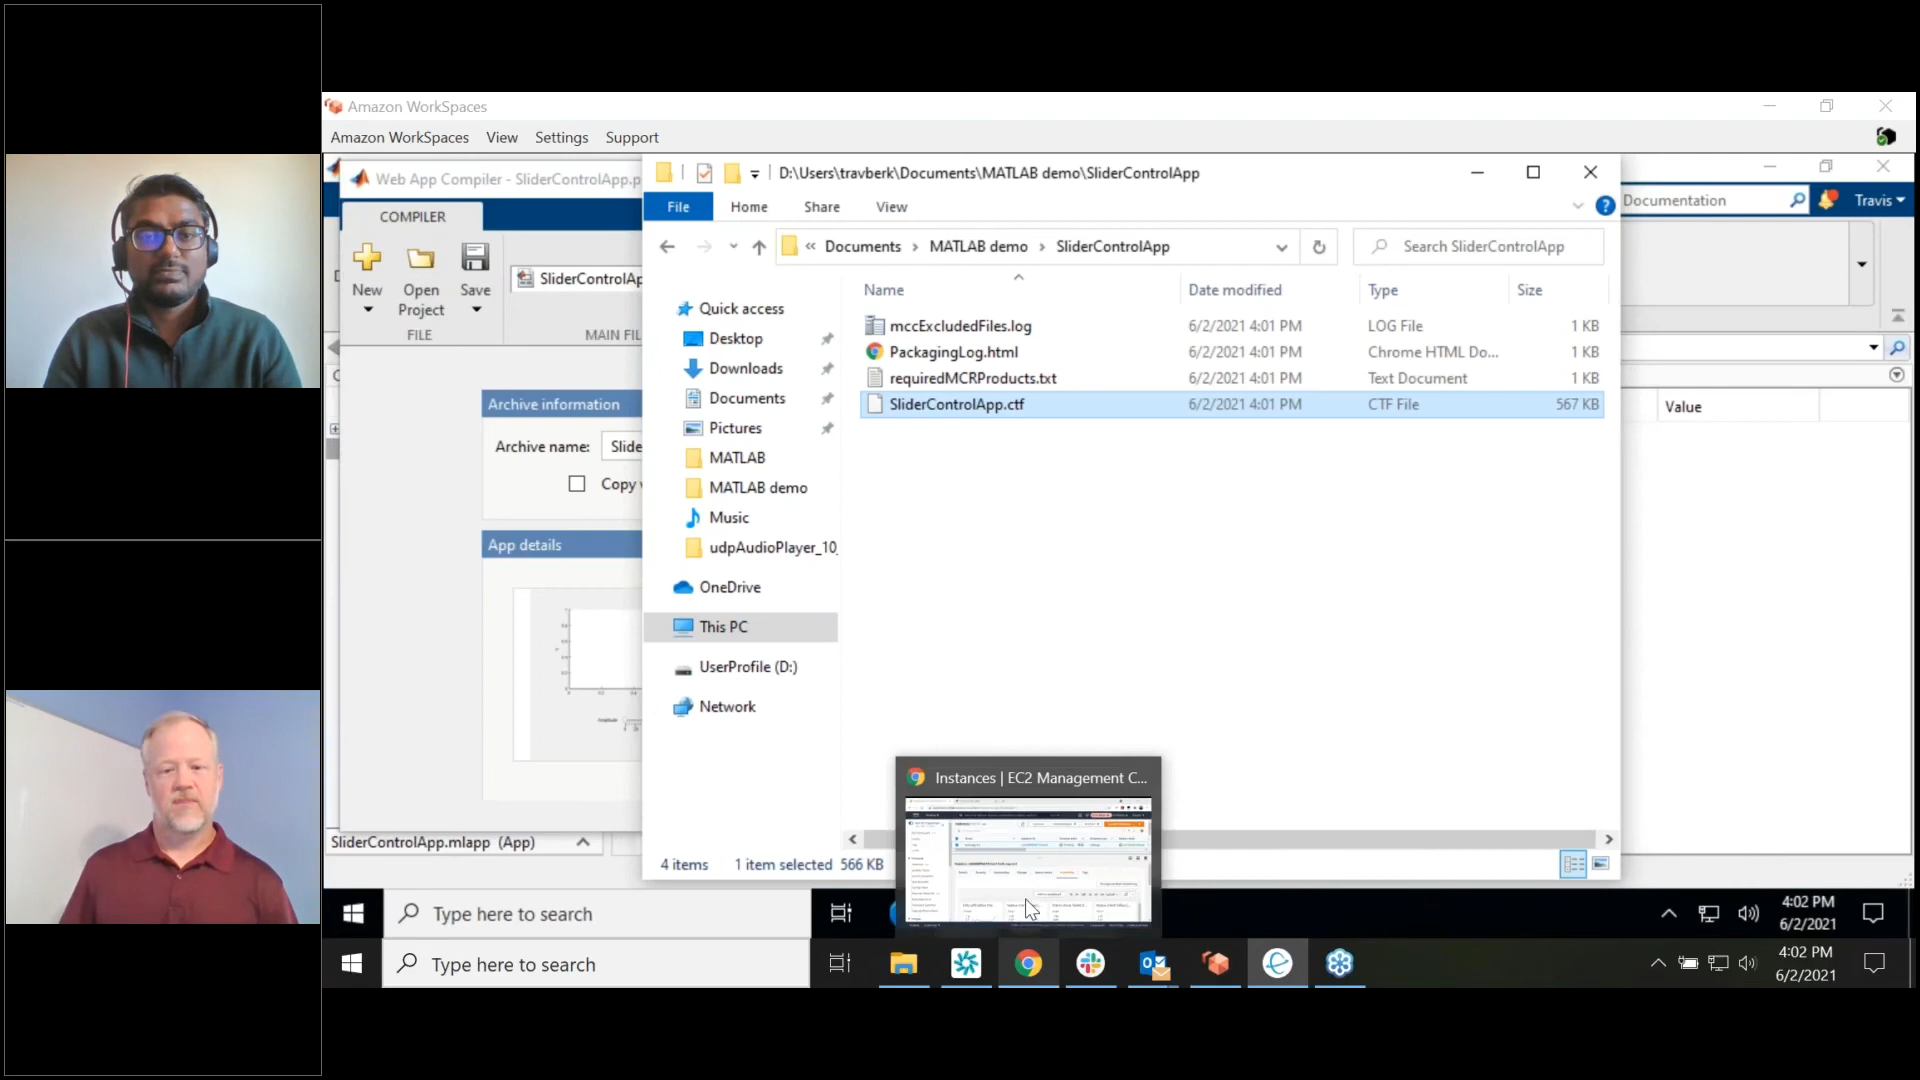 Amazon WorkSpaces
Amazon WorkSpaces View Settings Support
Web App Compiler - SliderControlApp.p
D:\Users\travberk\Documents\MATLAB demo\SliderControlApp
COMPILER
File Home Share View
Documentation Travis
« Documents › MATLAB demo › SliderControlApp
Search SliderControlApp
New
Open
Project
Save
SliderControlAp
FILE
MAIN FIL
Name Date modified Type Size
Quick access
Desktop
Downloads
Documents
Pictures
MATLAB
MATLAB demo
Music
udpAudioPlayer_10
OneDrive
This PC
UserProfile (D:)
Network
mccExcludedFiles.log 6/2/2021 4:01 PM LOG File 1 KB
PackagingLog.html 6/2/2021 4:01 PM Chrome HTML Do... 1 KB
requiredMCRProducts.txt 6/2/2021 4:01 PM Text Document 1 KB
SliderControlApp.ctf 6/2/2021 4:01 PM CTF File 567 KB
Value
Archive information
Archive name: Slide
Copy
App details
Amplitude
Instances | EC2 Management C...
SliderControlApp.mlapp (App)
4 items 1 item selected 566 KB
Type here to search
4:02 PM
6/2/2021
Type here to search
4:02 PM
6/2/2021